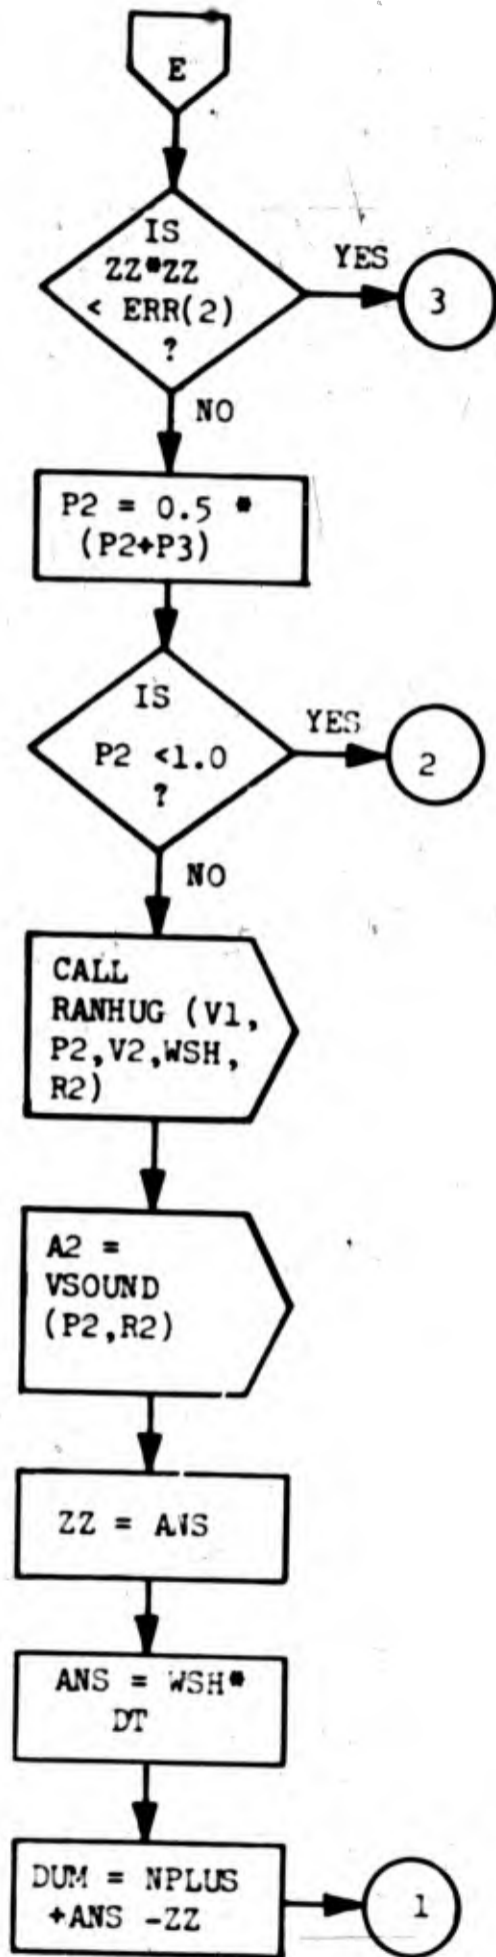 E
IS
ZZ*ZZ
< ERR(2)
?
YES
3
NO
P2 = 0.5 *
(P2+P3)
IS
P2 <1.0
?
YES
2
NO
CALL
RANHUG (V1,
P2,V2,WSH,
R2)
A2 =
VSOUND
(P2,R2)
ZZ = ANS
ANS = WSH*
DT
DUM = NPLUS
+ANS -ZZ
1